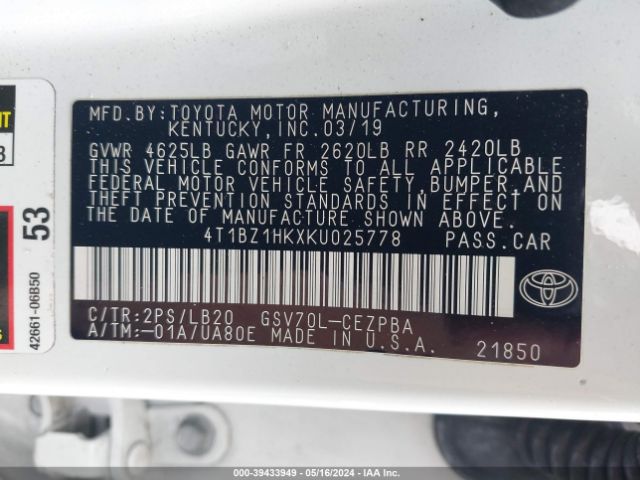 MFD.BY:TOYOTA MOTOR MANUFACTURING,
KENTUCKY,INC.03/19
GVWR 4625LB GAWR FR 2620LB RR 2420LB
THIS VEHICLE CONFORMS TO ALL APPLICABLE
FEDERAL MOTOR VEHICLE SAFETY,BUMPER,AND
THEFT PREVENTION STANDARDS IN EFFECT ON
THE DATE OF MANUFACTURE SHOWN ABOVE.
4T1BZ1HKXKU025778 PASS.CAR
C/TR:2PS/LB20 GSV70L-CEZPBA
A/TM:-01A/UA80E MADE IN U.S.A. 21850
TOYOTA
53
42661-06B50
000-39433949 - 05/16/2024 - IAA Inc.